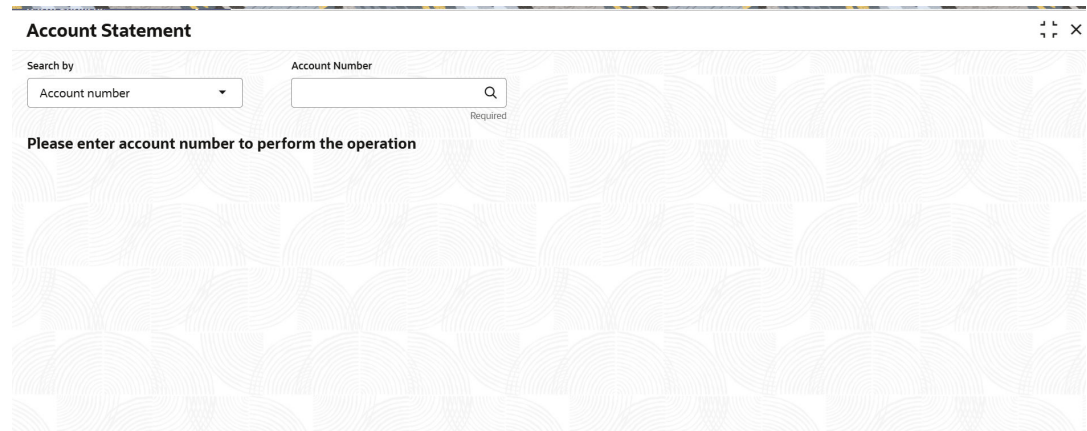 Account Statement
Search by
Account Number
Account number
Required
Please enter account number to perform the operation